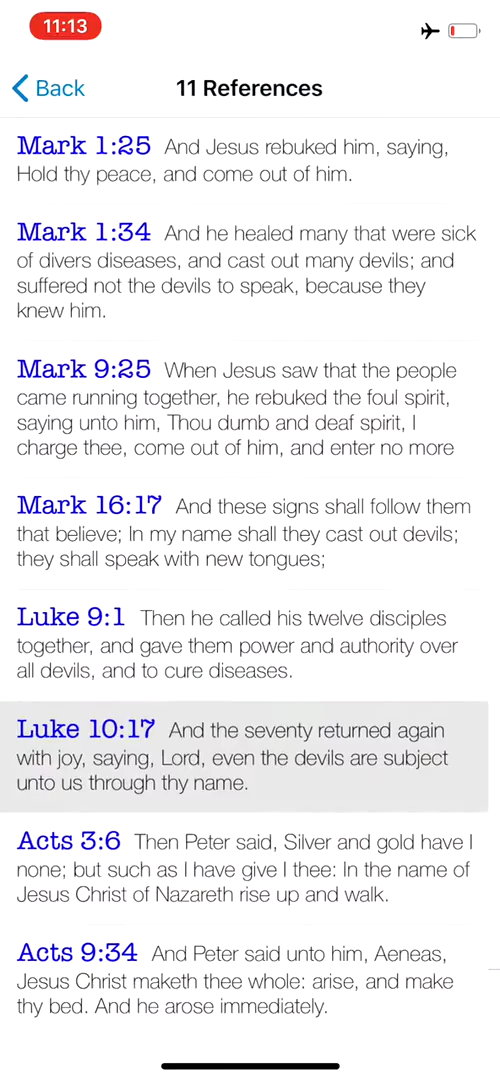 11:13
Back
11 References
Mark 1:25 And Jesus rebuked him, saying,
Hold thy peace, and come out of him.
Mark 1:34 And he healed many that were sick
of divers diseases, and cast out many devils; and
suffered not the devils to speak, because they
knew him.
Mark 9:25 When Jesus saw that the people
came running together, he rebuked the foul spirit,
saying unto him, Thou dumb and deaf spirit, I
charge thee, come out of him, and enter no more
Mark 16:17 And these signs shall follow them
that believe; In my name shall they cast out devils;
they shall speak with new tongues;
Luke 9:1 Then he called his twelve disciples
together, and gave them power and authority over
all devils, and to cure diseases.
Luke 10:17 And the seventy returned again
with joy, saying, Lord, even the devils are subject
unto us through thy name.
Acts 3:6 Then Peter said, Silver and gold have I
none; but such as I have give I thee: In the name of
Jesus Christ of Nazareth rise up and walk.
Acts 9:34 And Peter said unto him, Aeneas,
Jesus Christ maketh thee whole: arise, and make
thy bed. And he arose immediately.